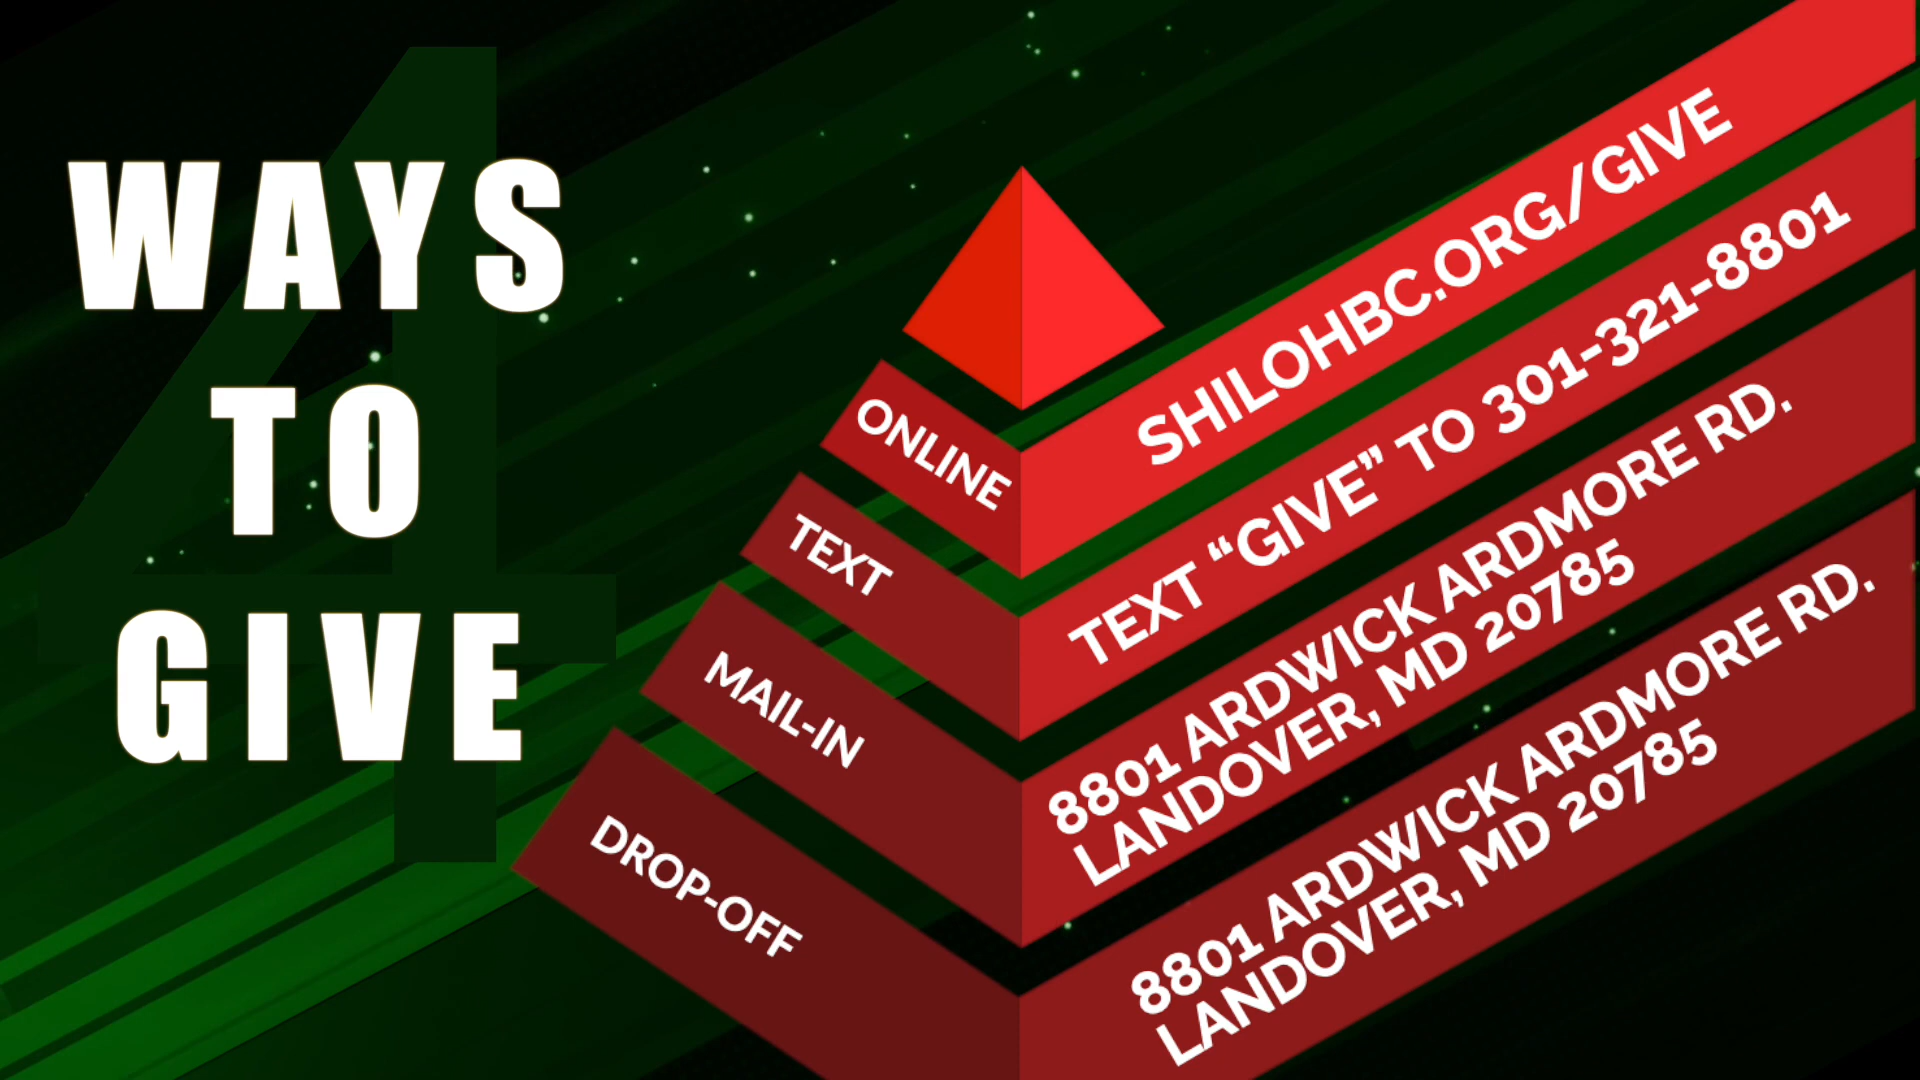 4
WAYS
TO
GIVE
ONLINE
SHILOHBC.ORG/GIVE
TEXT
TEXT “GIVE” TO 301-321-8801
MAIL-IN
8801 ARDWICK ARDMORE RD.
LANDOVER, MD 20785
DROP-OFF
8801 ARDWICK ARDMORE RD.
LANDOVER, MD 20785